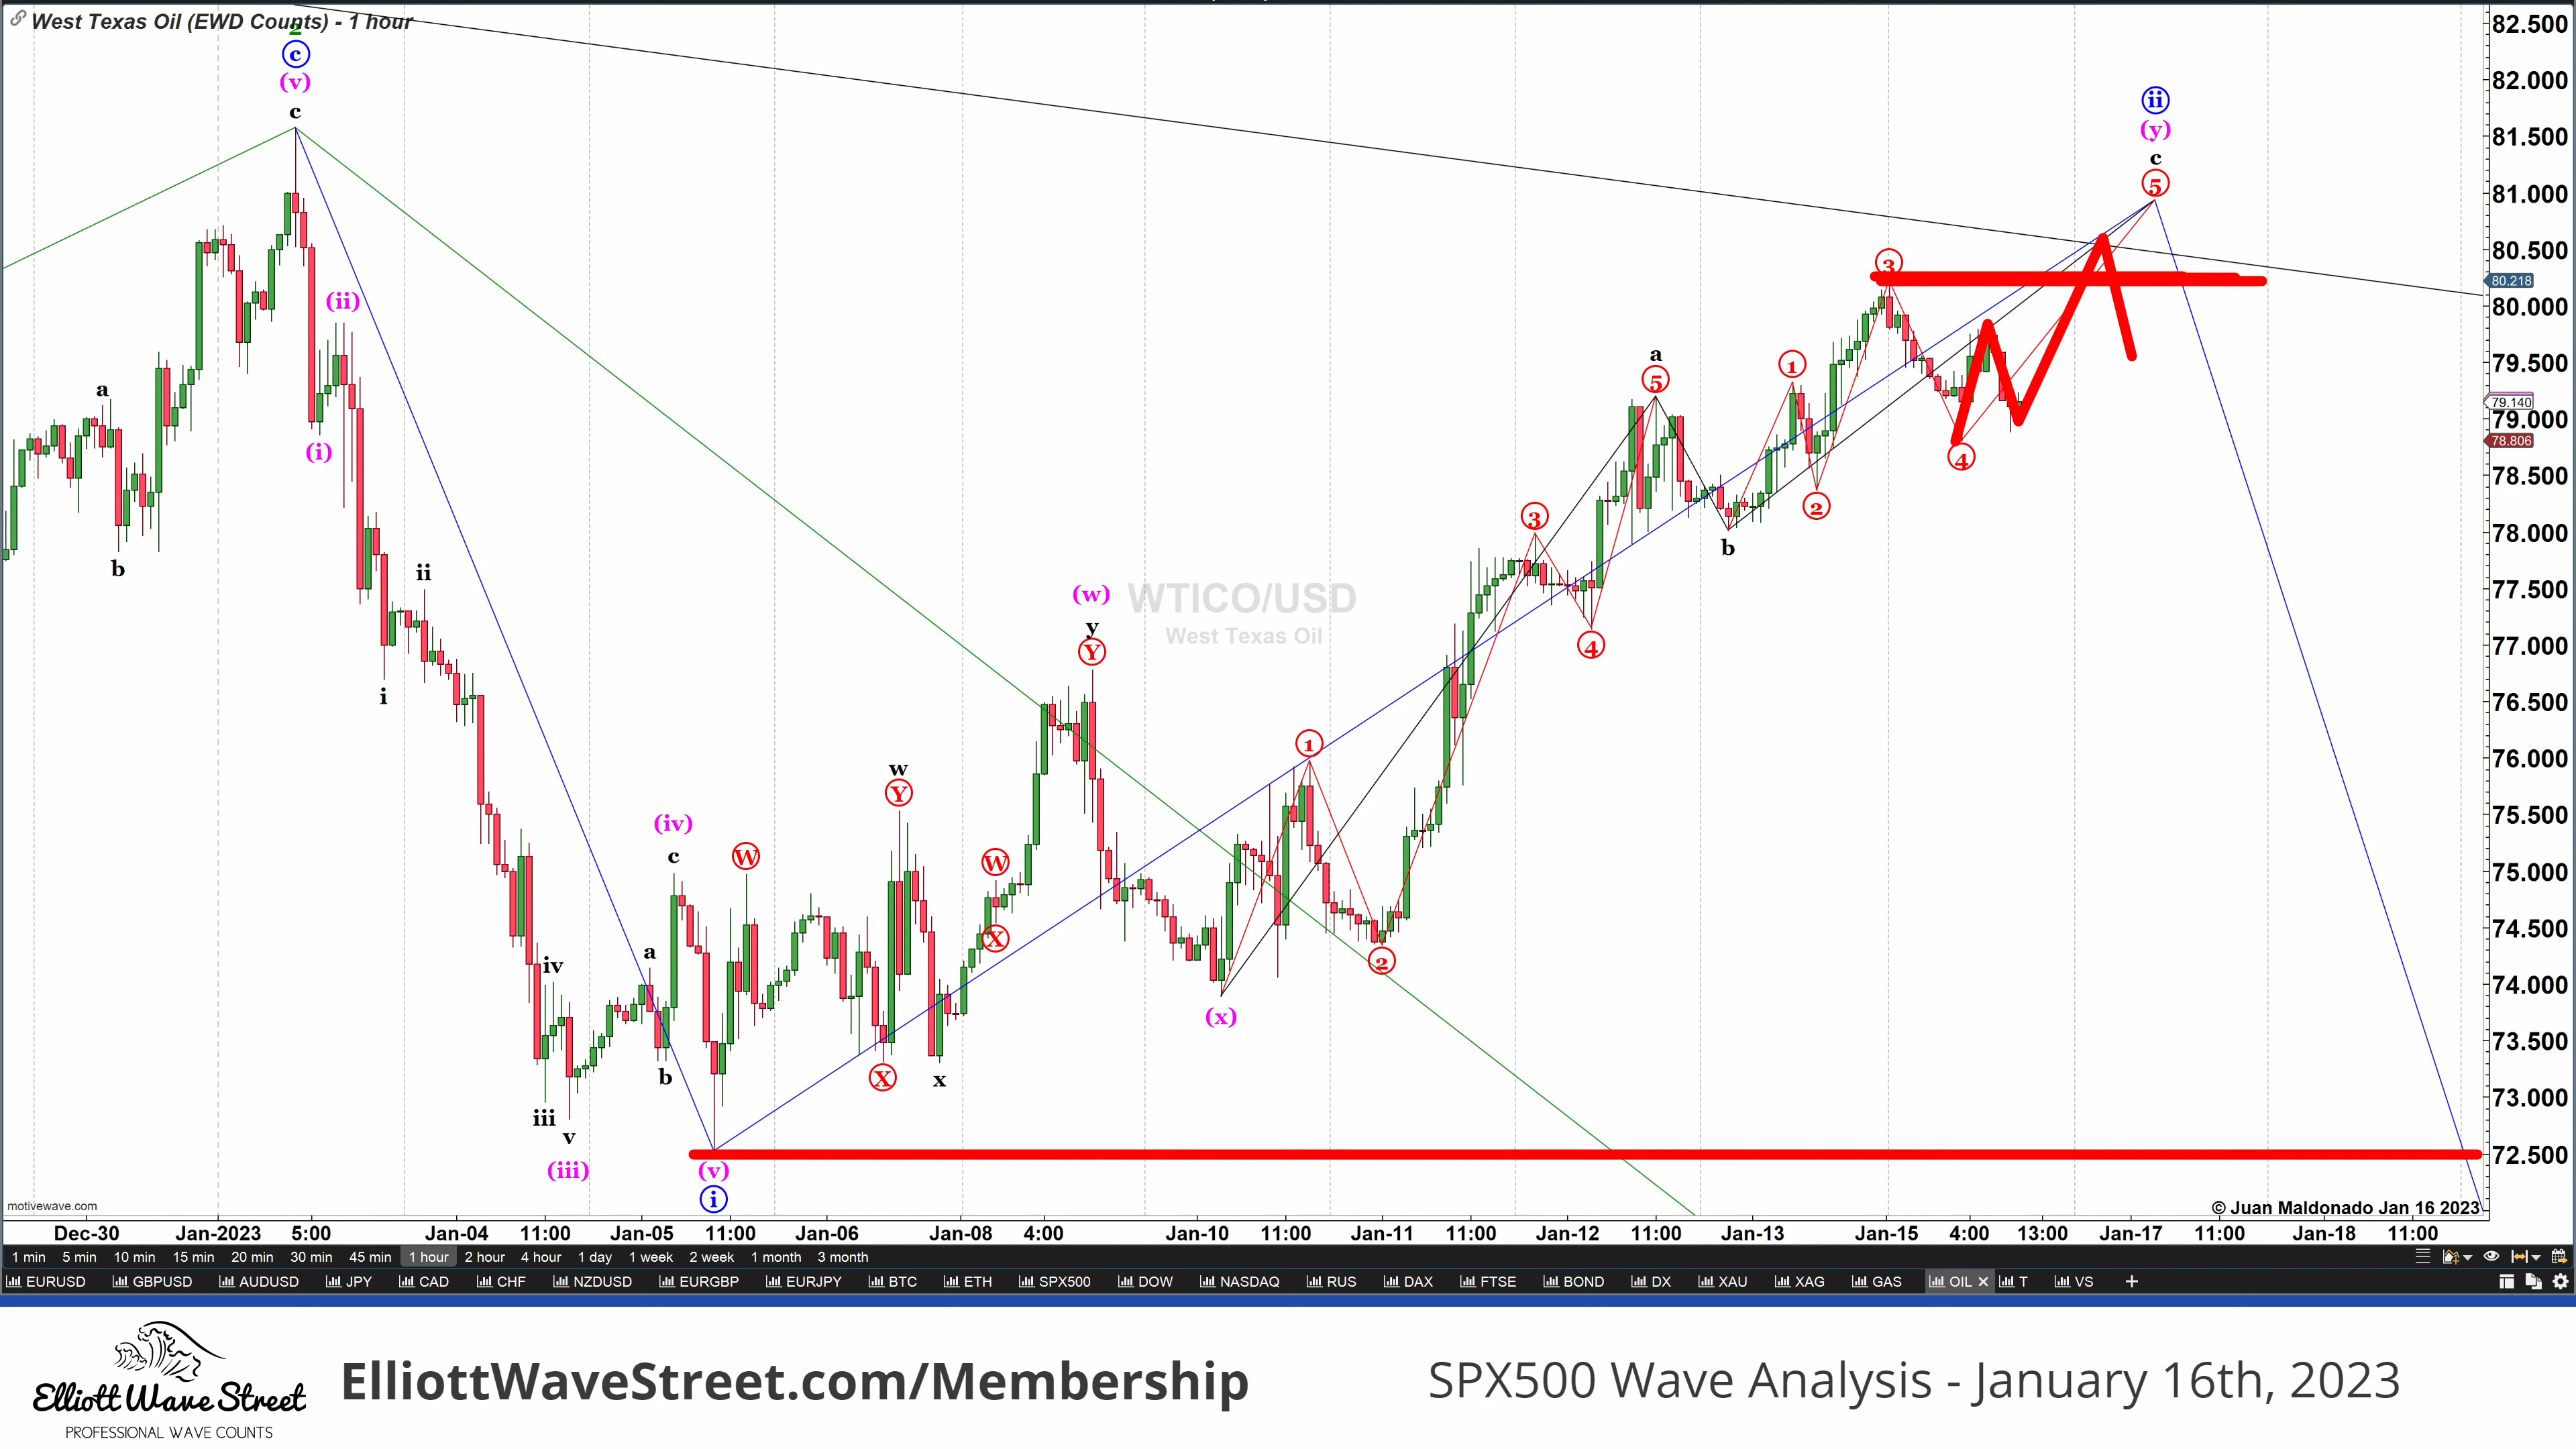 West Texas Oil (EWD Counts) - 1 hour
2
c
(v)
c
a
b
(i)
(ii)
i
ii
iii
iv
v
(iii)
a
b
(iv)
c
(v)
i
W
X
w
Y
x
W
X
(w)
y
Y
(x)
1
2
3
4
a
5
b
1
2
3
4
ii
(y)
c
5
WTICO/USD
West Texas Oil
82.500
82.000
81.500
81.000
80.500
80.218
80.000
79.500
79.140
79.000
78.806
78.500
78.000
77.500
77.000
76.500
76.000
75.500
75.000
74.500
74.000
73.500
73.000
72.500
motivewave.com
© Juan Maldonado Jan 16 2023
Dec-30 Jan-2023 5:00 Jan-04 11:00 Jan-05 11:00 Jan-06 Jan-08 4:00 Jan-10 11:00 Jan-11 11:00 Jan-12 11:00 Jan-13 Jan-15 4:00 13:00 Jan-17 11:00 Jan-18 11:00
1 min 5 min 10 min 15 min 20 min 30 min 45 min 1 hour 2 hour 4 hour 1 day 1 week 2 week 1 month 3 month
EURUSD GBPUSD AUDUSD JPY CAD CHF NZDUSD EURGBP EURJPY BTC ETH SPX500 DOW NASDAQ RUS DAX FTSE BOND DX XAU XAG GAS OIL T VS
Elliott Wave Street
PROFESSIONAL WAVE COUNTS
ElliottWaveStreet.com/Membership
SPX500 Wave Analysis - January 16th, 2023